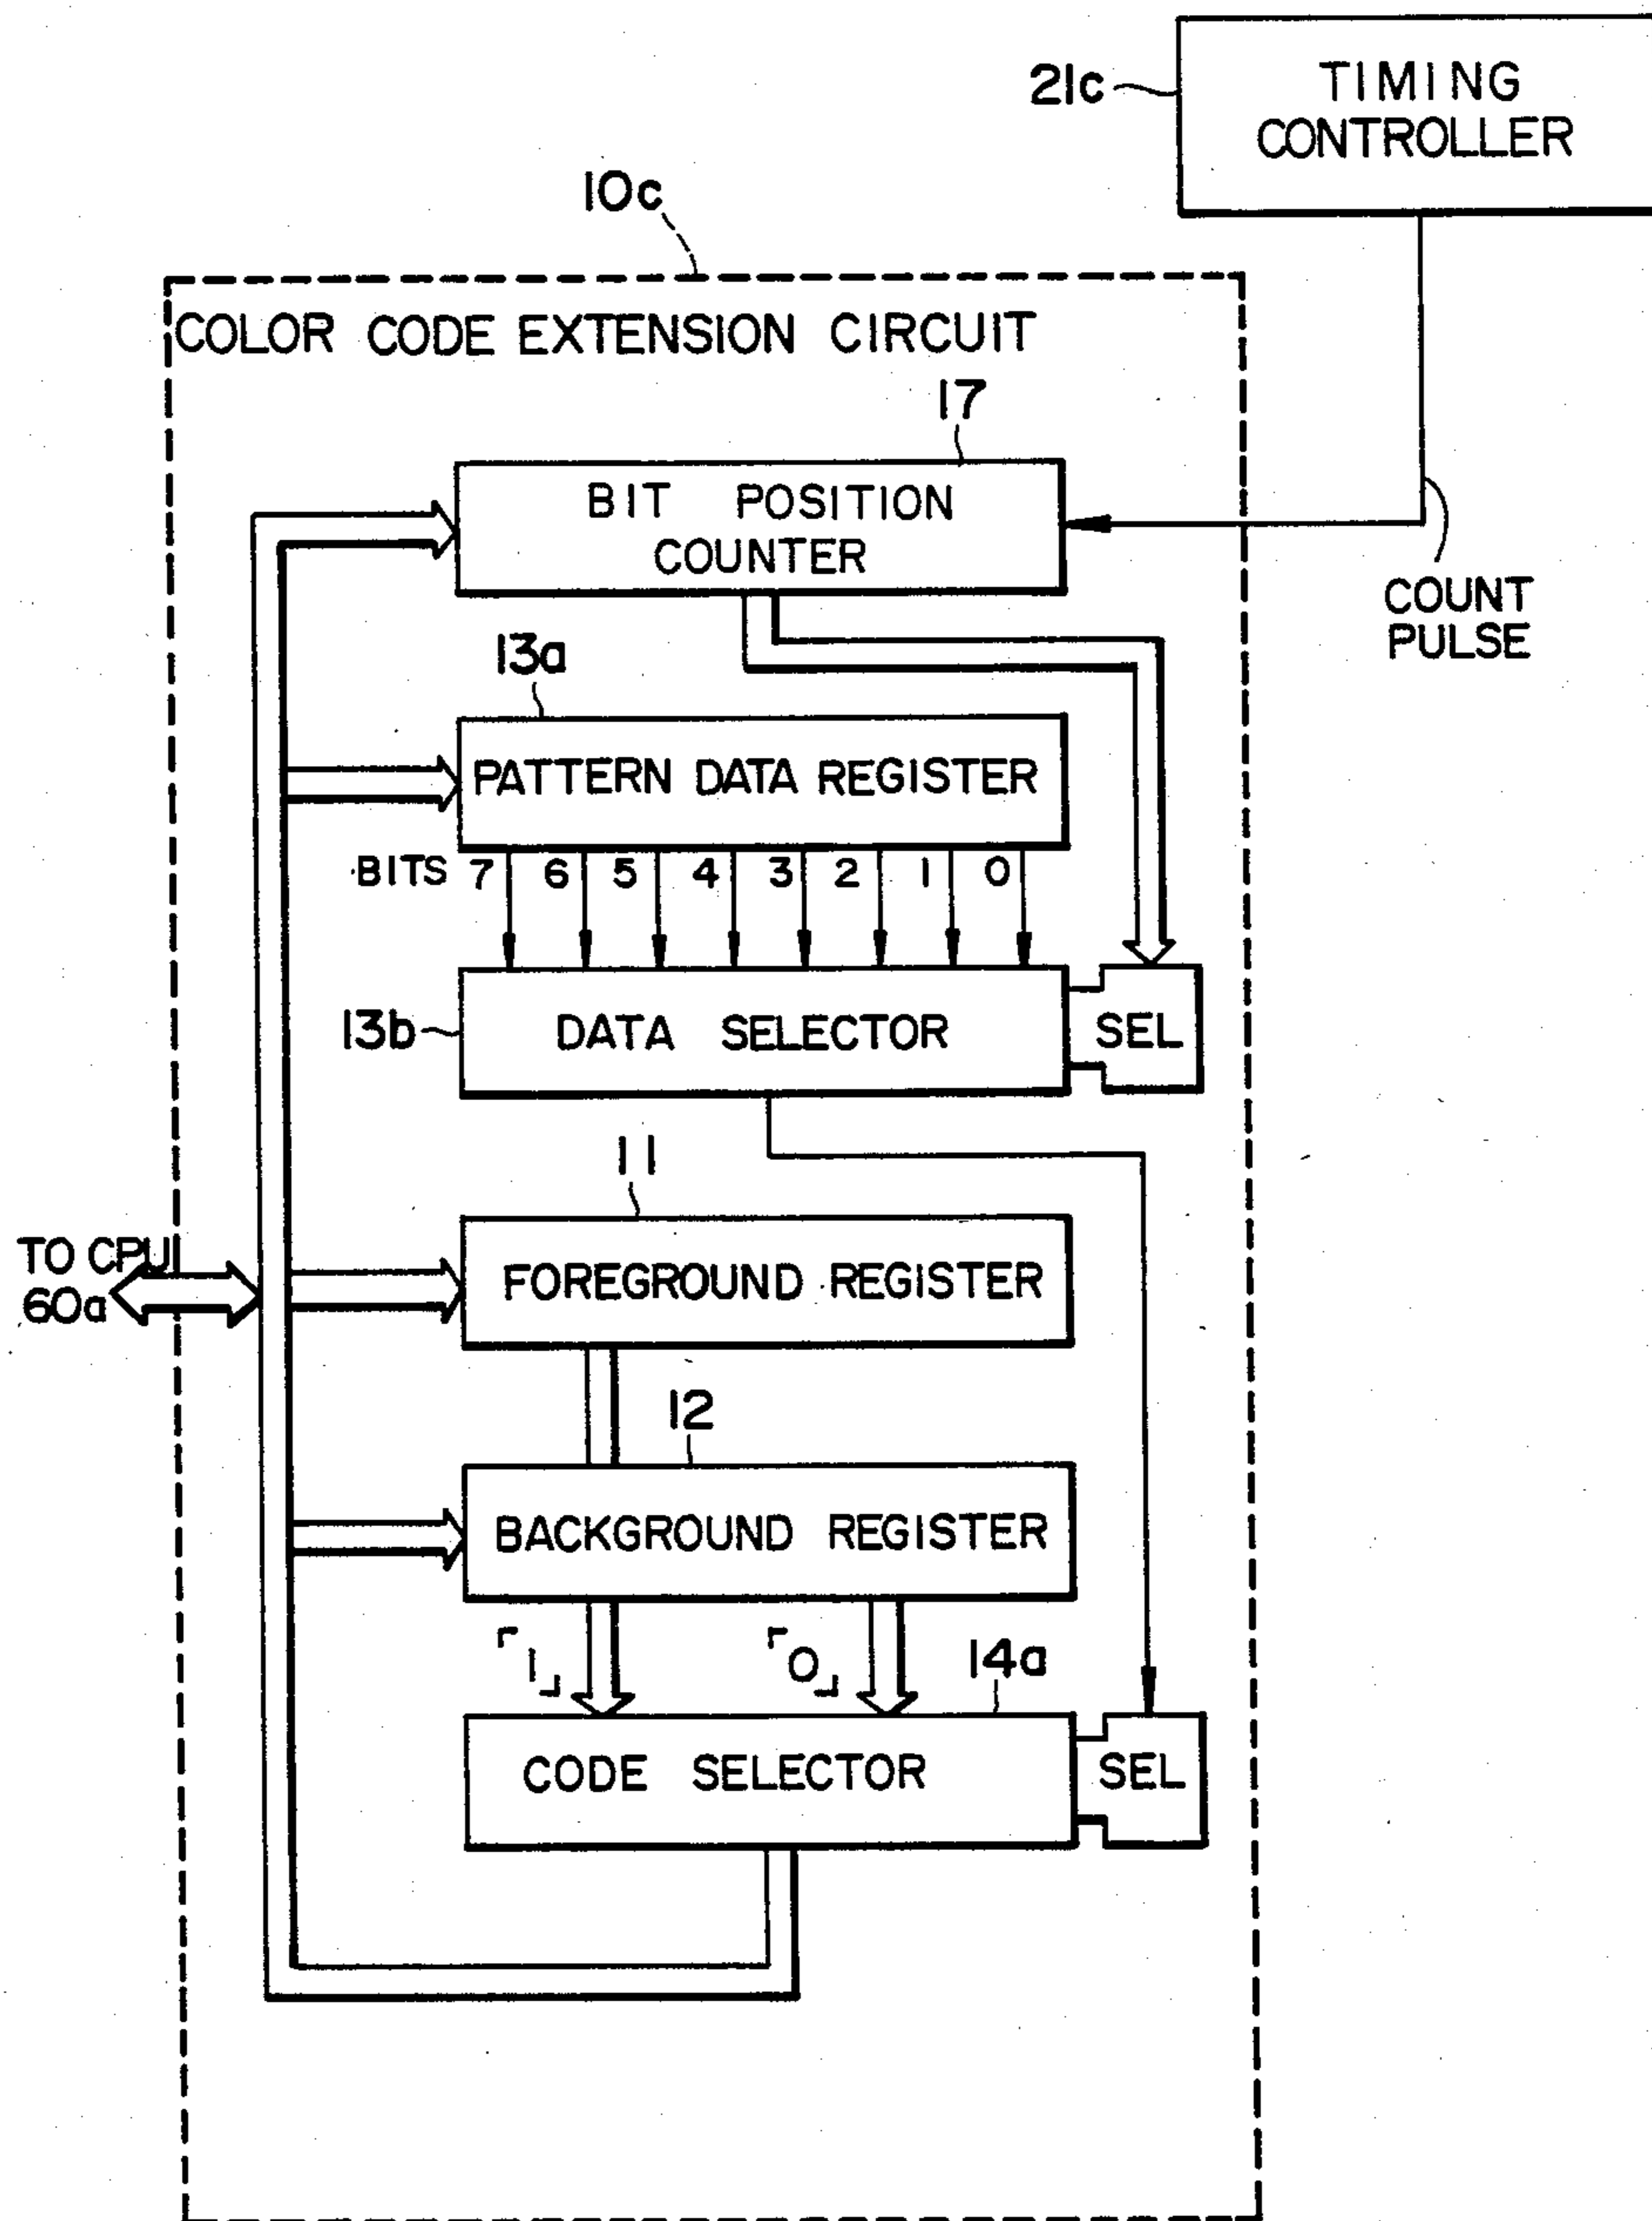 21c
TIMING
CONTROLLER
10c
COLOR CODE EXTENSION CIRCUIT
17
BIT POSITION
COUNTER
COUNT
PULSE
13a
PATTERN DATA REGISTER
BITS 7 6 5 4 3 2 1 0
13b
DATA SELECTOR
SEL
11
TO CPU
60a
FOREGROUND REGISTER
12
BACKGROUND REGISTER
「1」
「0」
14a
CODE SELECTOR
SEL